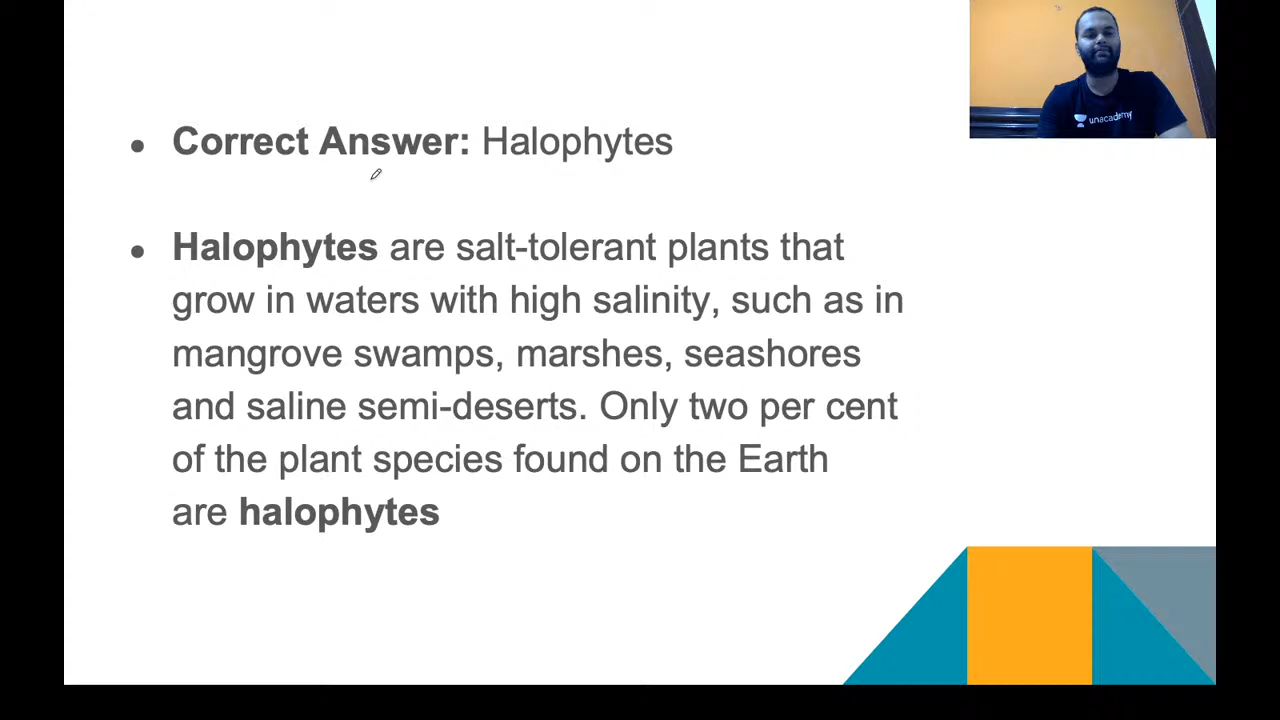 unacademy
Correct Answer: Halophytes
Halophytes are salt-tolerant plants that
grow in waters with high salinity, such as in
mangrove swamps, marshes, seashores
and saline semi-deserts. Only two per cent
of the plant species found on the Earth
are halophytes